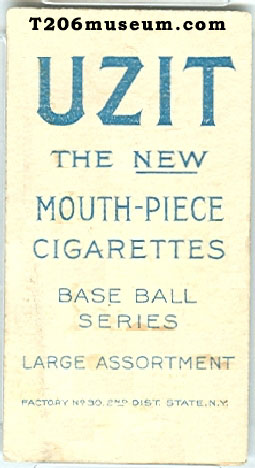 T206museum.com
UZIT
THE NEW
MOUTH-PIECE
CIGARETTES
BASE BALL
SERIES
LARGE ASSORTMENT
FACTORY Nº 30, 2ND DIST. STATE, N.Y.